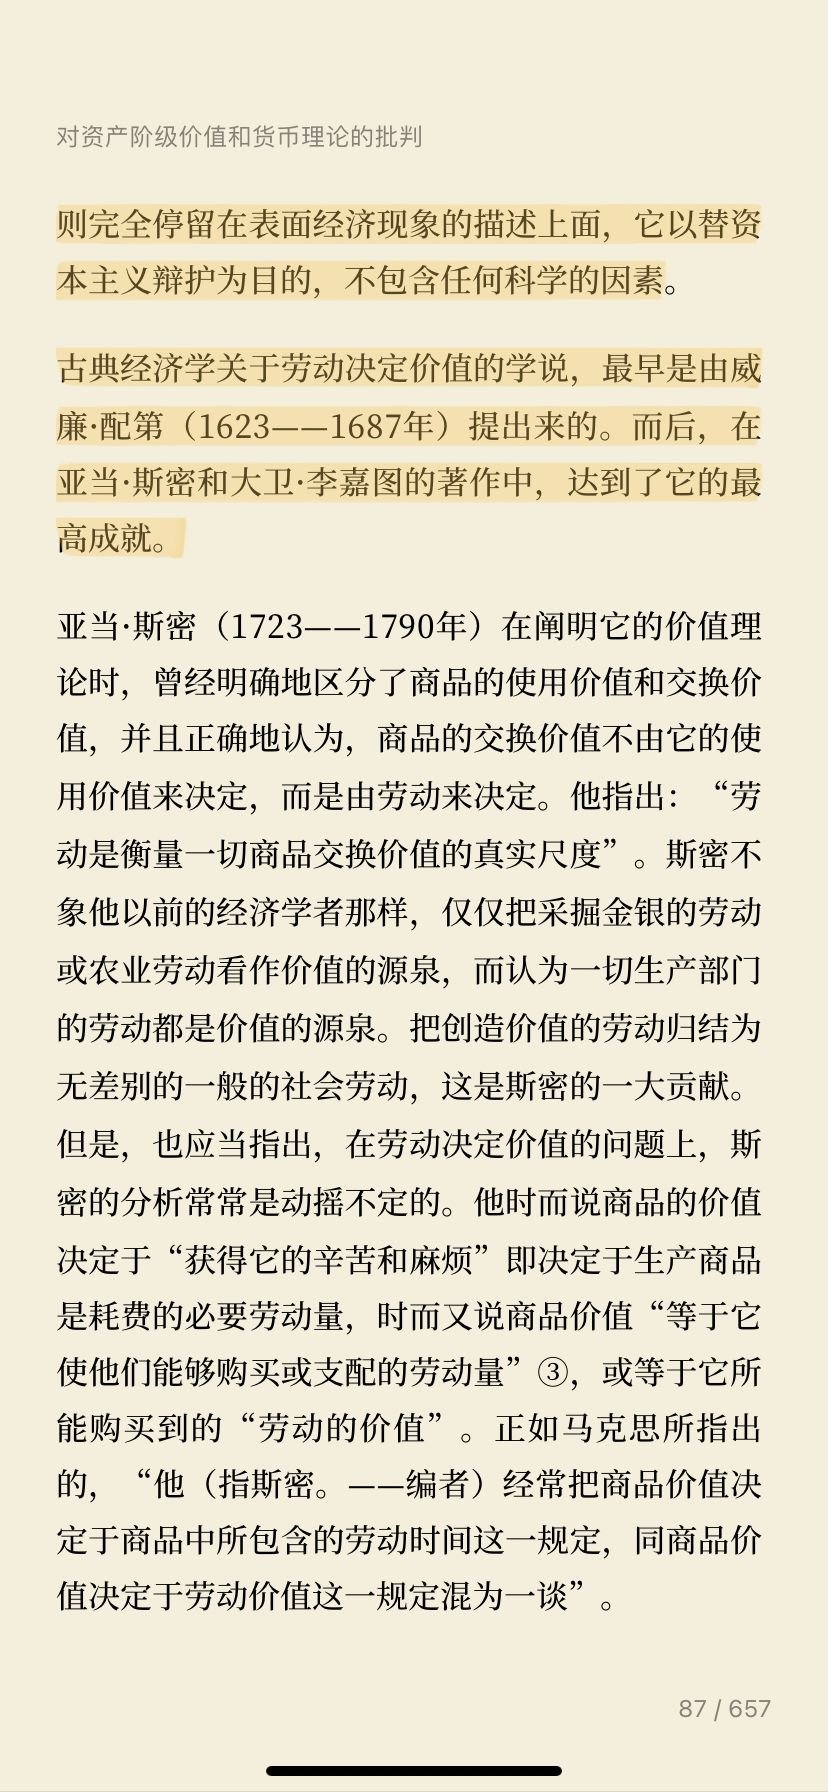 对资产阶级价值和货币理论的批判
则完全停留在表面经济现象的描述上面，它以替资
本主义辩护为目的，不包含任何科学的因素。
古典经济学关于劳动决定价值的学说，最早是由威
廉·配第（1623——1687年）提出来的。而后，在
亚当·斯密和大卫·李嘉图的著作中，达到了它的最
高成就。
亚当·斯密（1723——1790年）在阐明它的价值理
论时，曾经明确地区分了商品的使用价值和交换价
值，并且正确地认为，商品的交换价值不由它的使
用价值来决定，而是由劳动来决定。他指出：“劳
动是衡量一切商品交换价值的真实尺度”。斯密不
象他以前的经济学者那样，仅仅把采掘金银的劳动
或农业劳动看作价值的源泉，而认为一切生产部门
的劳动都是价值的源泉。把创造价值的劳动归结为
无差别的一般的社会劳动，这是斯密的一大贡献。
但是，也应当指出，在劳动决定价值的问题上，斯
密的分析常常是动摇不定的。他时而说商品的价值
决定于“获得它的辛苦和麻烦”即决定于生产商品
是耗费的必要劳动量，时而又说商品价值“等于它
使他们能够购买或支配的劳动量”③，或等于它所
能购买到的“劳动的价值”。正如马克思所指出
的，“他（指斯密。——编者）经常把商品价值决
定于商品中所包含的劳动时间这一规定，同商品价
值决定于劳动价值这一规定混为一谈”。
87 / 657